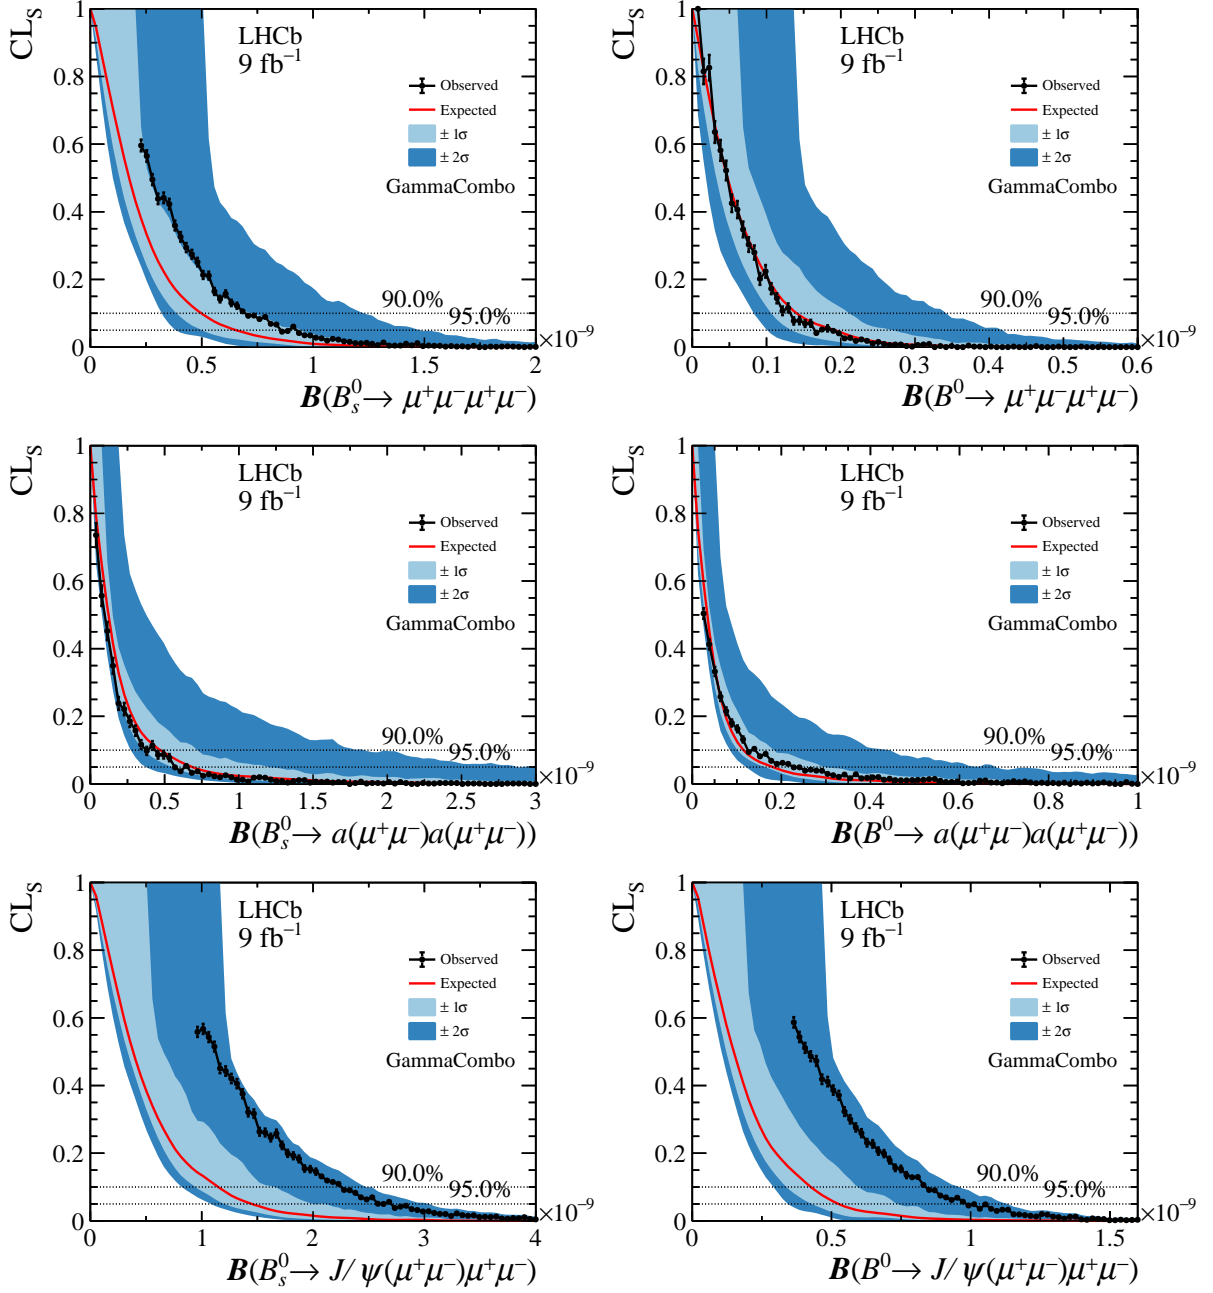 CL_S
LHCb
9 fb⁻¹
Observed
Expected
± 1σ
± 2σ
GammaCombo
90.0%
95.0%
1
0.8
0.6
0.4
0.2
0
0 0.5 1 1.5 2
×10⁻⁹
B(B_s⁰→ μ⁺μ⁻μ⁺μ⁻)
CL_S
LHCb
9 fb⁻¹
Observed
Expected
± 1σ
± 2σ
GammaCombo
90.0%
95.0%
1
0.8
0.6
0.4
0.2
0
0 0.1 0.2 0.3 0.4 0.5 0.6
×10⁻⁹
B(B⁰→ μ⁺μ⁻μ⁺μ⁻)
CL_S
LHCb
9 fb⁻¹
Observed
Expected
± 1σ
± 2σ
GammaCombo
90.0%
95.0%
1
0.8
0.6
0.4
0.2
0
0 0.5 1 1.5 2 2.5 3
×10⁻⁹
B(B_s⁰→ a(μ⁺μ⁻)a(μ⁺μ⁻))
CL_S
LHCb
9 fb⁻¹
Observed
Expected
± 1σ
± 2σ
GammaCombo
90.0%
95.0%
1
0.8
0.6
0.4
0.2
0
0 0.2 0.4 0.6 0.8 1
×10⁻⁹
B(B⁰→ a(μ⁺μ⁻)a(μ⁺μ⁻))
CL_S
LHCb
9 fb⁻¹
Observed
Expected
± 1σ
± 2σ
GammaCombo
90.0%
95.0%
1
0.8
0.6
0.4
0.2
0
0 1 2 3 4
×10⁻⁹
B(B_s⁰→ J/ψ(μ⁺μ⁻)μ⁺μ⁻)
CL_S
LHCb
9 fb⁻¹
Observed
Expected
± 1σ
± 2σ
GammaCombo
90.0%
95.0%
1
0.8
0.6
0.4
0.2
0
0 0.5 1 1.5
×10⁻⁹
B(B⁰→ J/ψ(μ⁺μ⁻)μ⁺μ⁻)